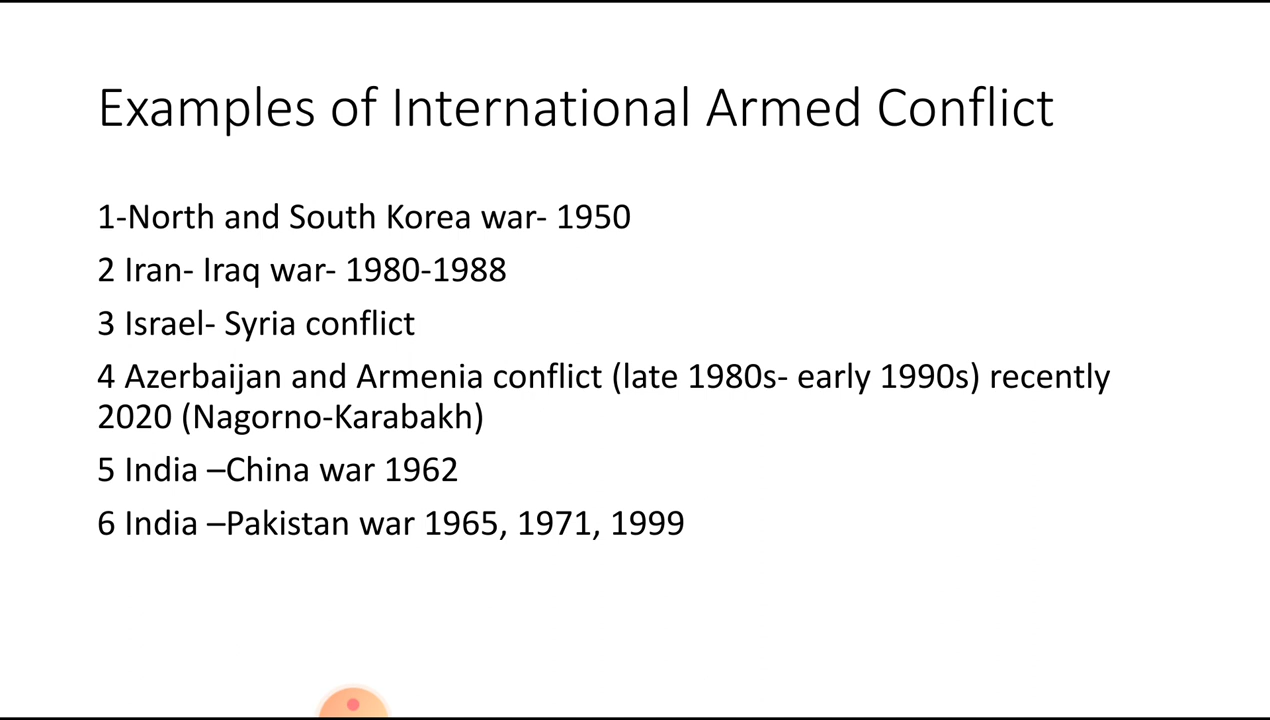 Examples of International Armed Conflict
1-North and South Korea war- 1950
2 Iran- Iraq war- 1980-1988
3 Israel- Syria conflict
4 Azerbaijan and Armenia conflict (late 1980s- early 1990s) recently
2020 (Nagorno-Karabakh)
5 India –China war 1962
6 India –Pakistan war 1965, 1971, 1999